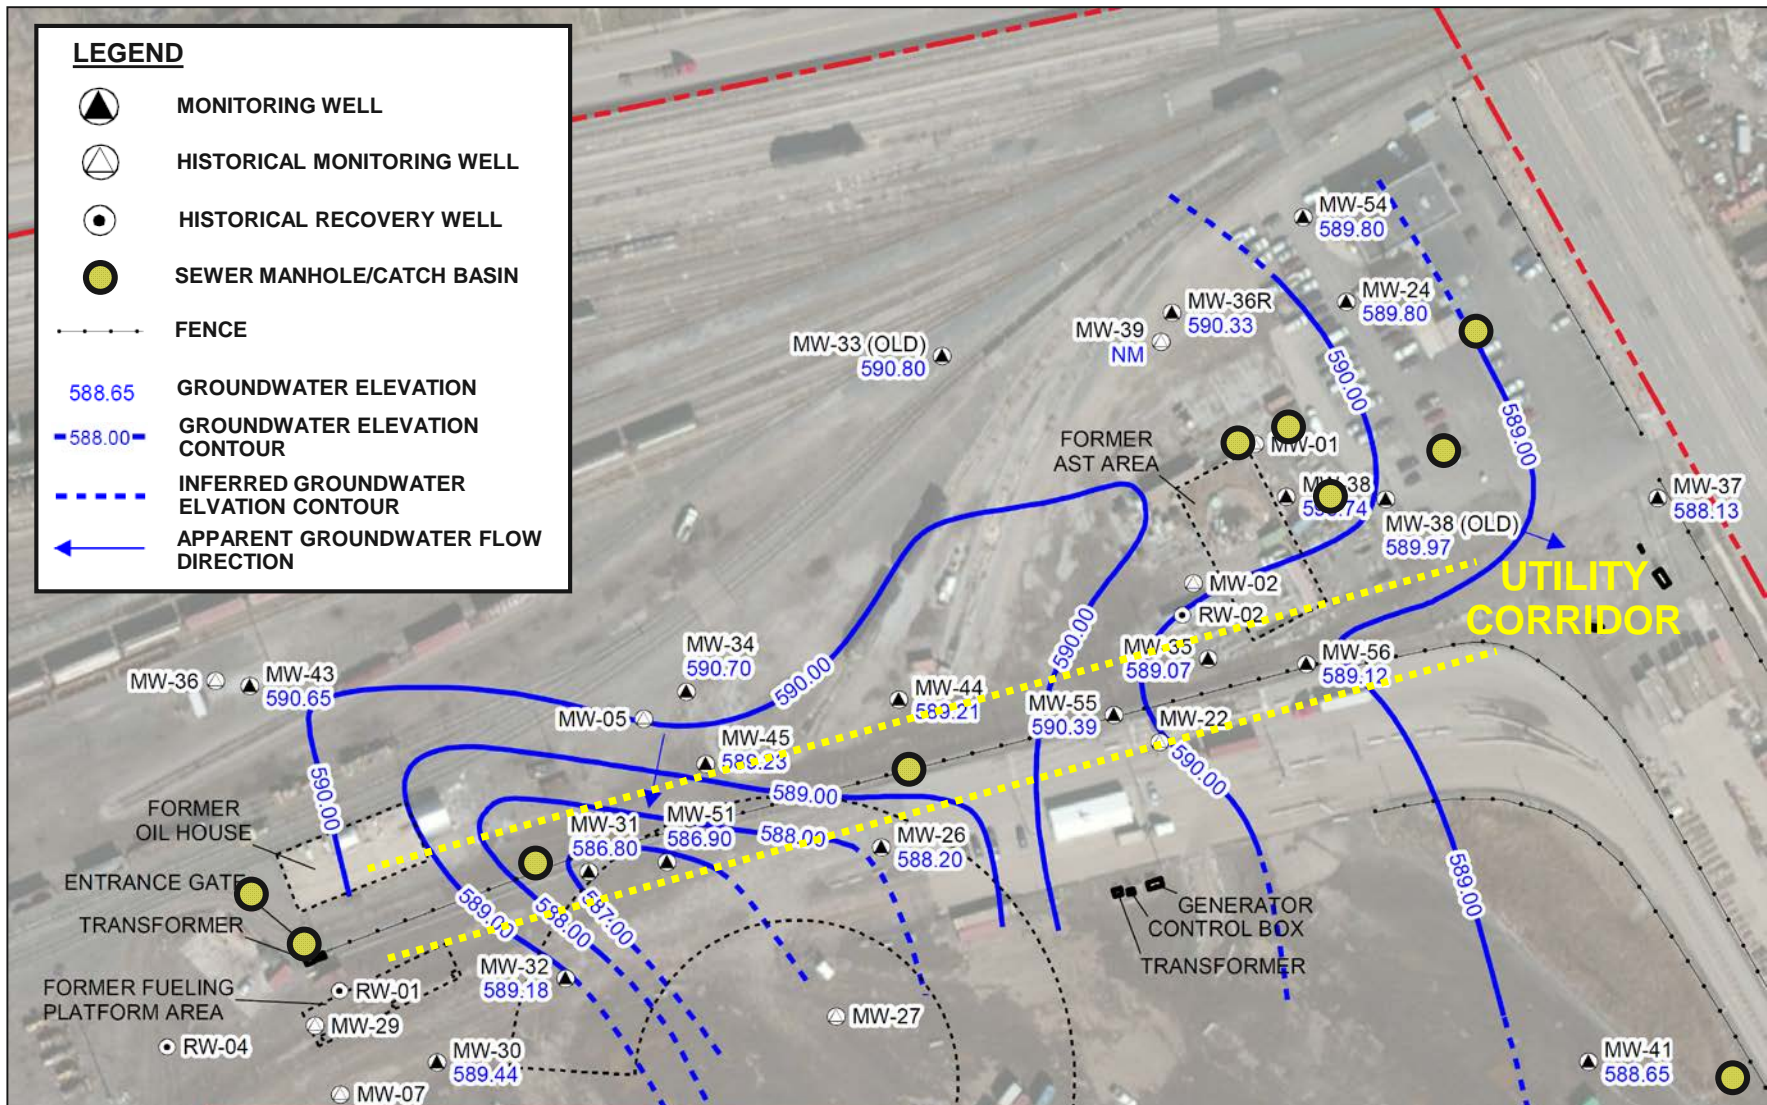 LEGEND
MONITORING WELL
HISTORICAL MONITORING WELL
HISTORICAL RECOVERY WELL
SEWER MANHOLE/CATCH BASIN
FENCE
588.65 GROUNDWATER ELEVATION
588.00 GROUNDWATER ELEVATION
CONTOUR
INFERRED GROUNDWATER
ELVATION CONTOUR
APPARENT GROUNDWATER FLOW
DIRECTION
MW-54
589.80
MW-24
589.80
MW-36R
590.33
MW-39
NM
MW-33 (OLD)
590.80
590.00
589.00
FORMER
AST AREA
MW-01
MW-38
MW-38 (OLD)
589.97
MW-37
588.13
UTILITY
CORRIDOR
MW-02
RW-02
590.00
MW-35
589.07
MW-56
589.12
MW-34
590.70
590.00
MW-36
MW-43
590.65
MW-05
MW-44
589.21
MW-55
590.39
MW-22
590.00
MW-45
589.23
590.00
589.00
FORMER
OIL HOUSE
MW-31
586.80
MW-51
586.90
588.00
MW-26
588.20
ENTRANCE GATE
TRANSFORMER
589.00
588.00
587.00
589.00
GENERATOR
CONTROL BOX
TRANSFORMER
MW-32
589.18
FORMER FUELING
PLATFORM AREA
RW-01
MW-29
MW-27
RW-04
MW-30
589.44
MW-41
588.65
MW-07